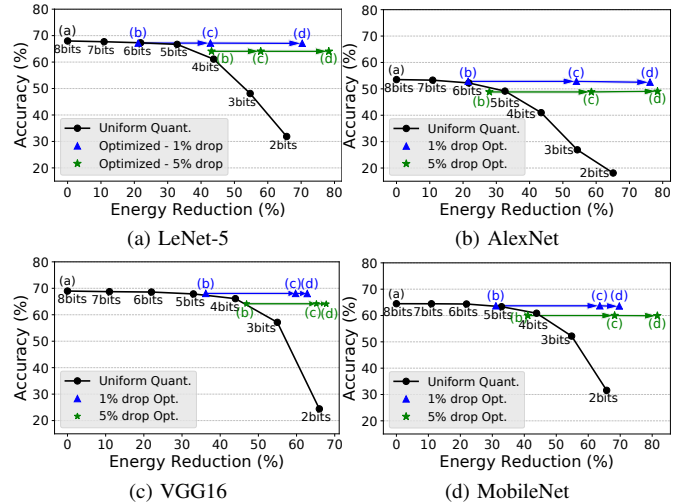 Accuracy (%)
80
70
60
50
40
30
20
(a)
8bits
7bits
6bits
5bits
4bits
3bits
2bits
(b)
(c)
(d)
(b)
(c)
(d)
Uniform Quant.
Optimized - 1% drop
Optimized - 5% drop
0 10 20 30 40 50 60 70 80
Energy Reduction (%)
(a) LeNet-5
Accuracy (%)
80
70
60
50
40
30
20
(a)
8bits
7bits
6bits
5bits
4bits
3bits
2bits
(b)
(c)
(d)
(b)
(c)
(d)
Uniform Quant.
1% drop Opt.
5% drop Opt.
0 10 20 30 40 50 60 70 80
Energy Reduction (%)
(b) AlexNet
Accuracy (%)
80
70
60
50
40
30
20
(a)
8bits
7bits
6bits
5bits
4bits
3bits
2bits
(b)
(c)(d)
(b)
(c)(d)
Uniform Quant.
1% drop Opt.
5% drop Opt.
0 10 20 30 40 50 60 70
Energy Reduction (%)
(c) VGG16
Accuracy (%)
80
70
60
50
40
30
20
(a)
8bits
7bits
6bits
5bits
4bits
3bits
2bits
(b)
(c)
(d)
(b)
(c)
(d)
Uniform Quant.
1% drop Opt.
5% drop Opt.
0 10 20 30 40 50 60 70 80
Energy Reduction (%)
(d) MobileNet